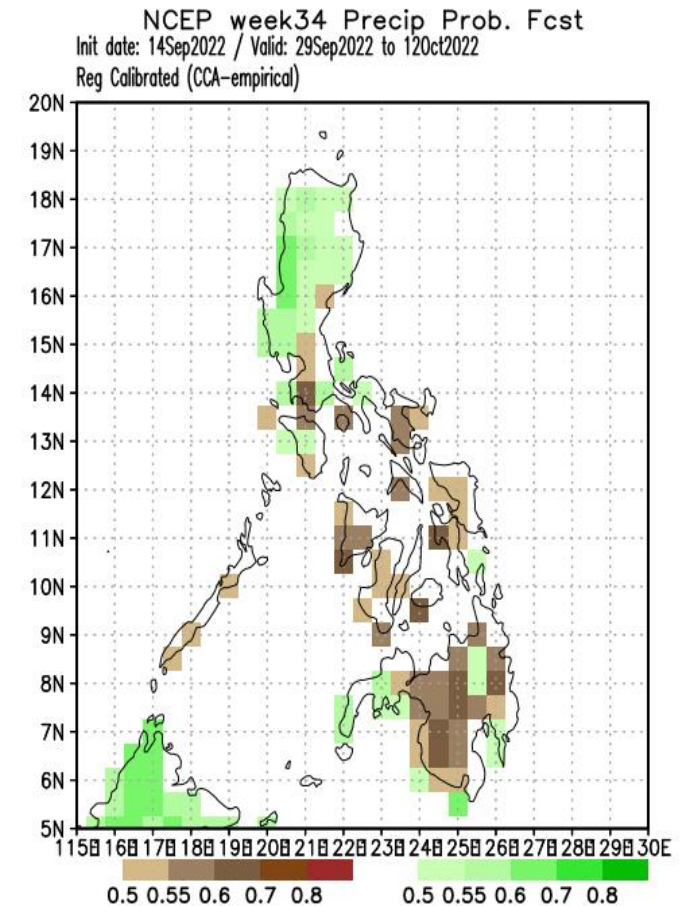 NCEP week34 Precip Prob. Fcst
Init date: 14Sep2022 / Valid: 29Sep2022 to 12Oct2022
Reg Calibrated (CCA-empirical)
20N
19N
18N
17N
16N
15N
14N
13N
12N
11N
10N
9N
8N
7N
6N
5N
115E 116E 117E 118E 119E 120E 121E 122E 123E 124E 125E 126E 127E 128E 129E 130E
0.5 0.55 0.6 0.7 0.8 0.5 0.55 0.6 0.7 0.8